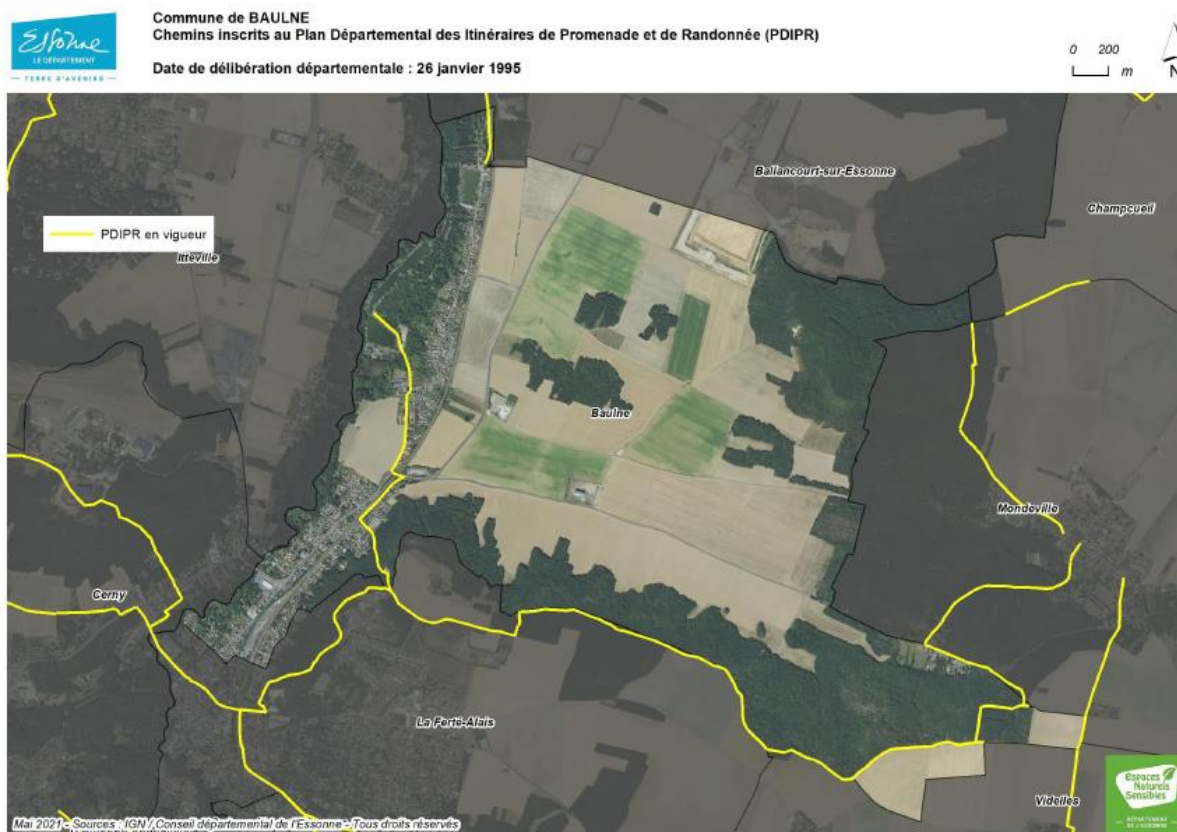 Essonne
LE DÉPARTEMENT
TERRE D'AVENIRS
Commune de BAULNE
Chemins inscrits au Plan Départemental des Itinéraires de Promenade et de Randonnée (PDIPR)
Date de délibération départementale : 26 janvier 1995
0 200
m
N
Ballancourt-sur-Essonne
Champcueil
PDIPR en vigueur
Itteville
Baulne
Mondeville
Cerny
La Ferté-Alais
Videlles
Espaces
Naturels
Sensibles
DÉPARTEMENT
DE L'ESSONNE
Mai 2021 - Sources : IGN / Conseil départemental de l'Essonne - Tous droits réservés